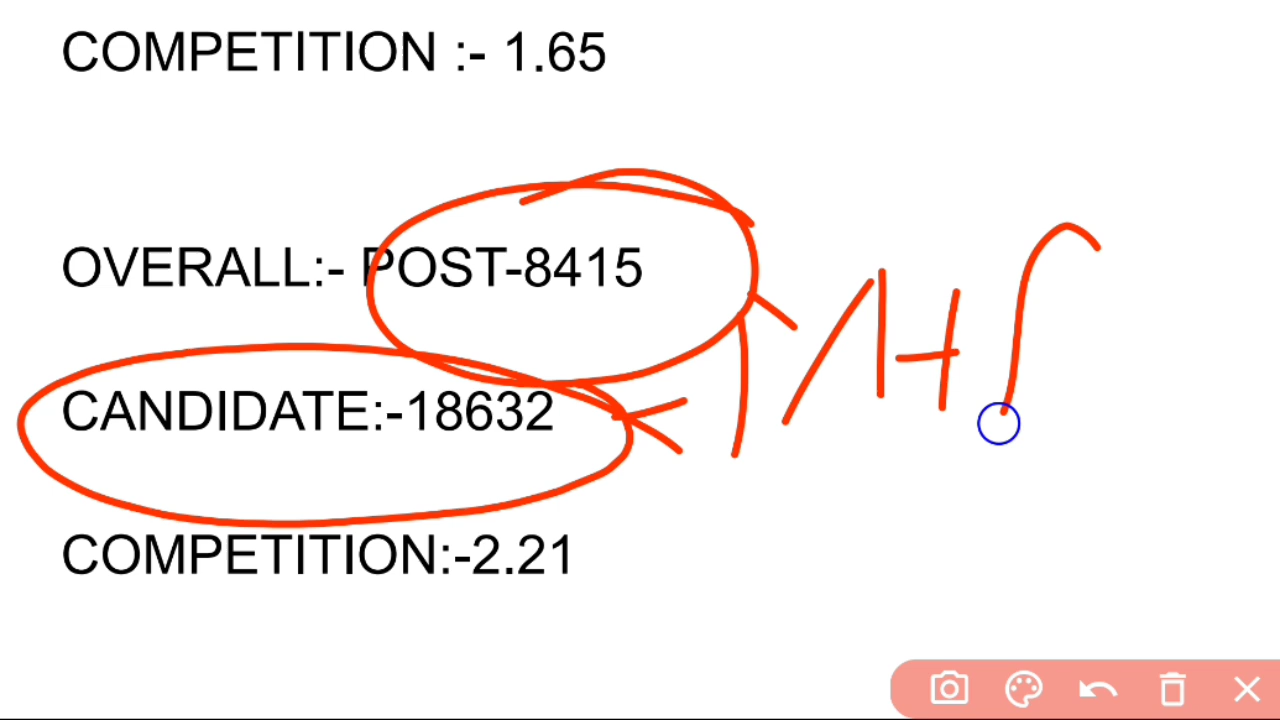 COMPETITION :- 1.65
OVERALL:- POST-8415
CANDIDATE:-18632
COMPETITION:-2.21